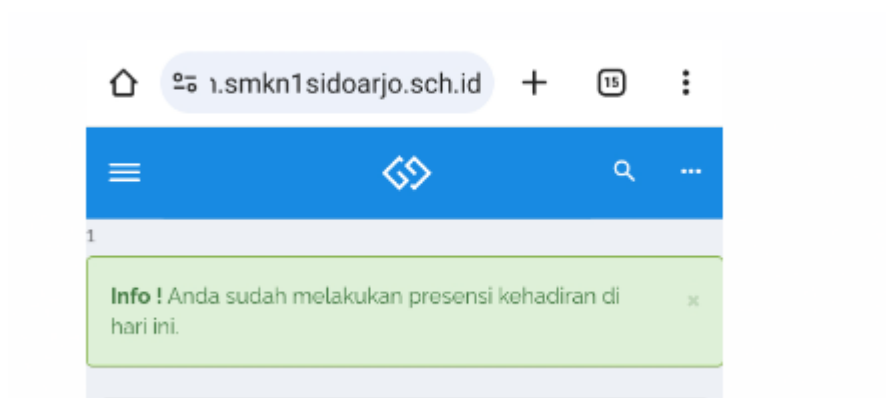 ı.smkn1sidoarjo.sch.id
15
1
Info ! Anda sudah melakukan presensi kehadiran di
hari ini.